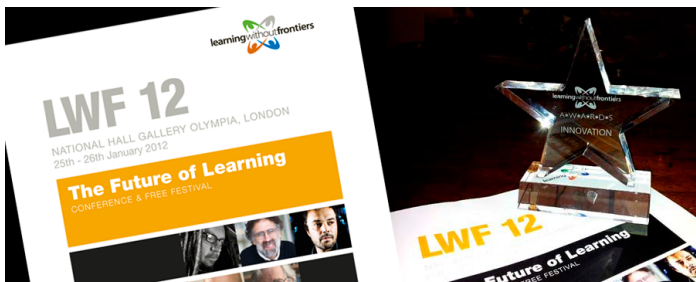 learningwithoutfrontiers
LWF 12
NATIONAL HALL GALLERY OLYMPIA, LONDON
25th - 26th January 2012
The Future of Learning
CONFERENCE & FREE FESTIVAL
learningwithoutfrontiers
A•W•A•R•D•S
INNOVATION
LWF 12
Future of Learning
& FREE FESTIVAL